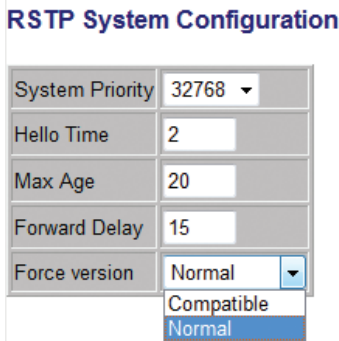 RSTP System Configuration
System Priority 32768
Hello Time 2
Max Age 20
Forward Delay 15
Force version Normal
Compatible
Normal